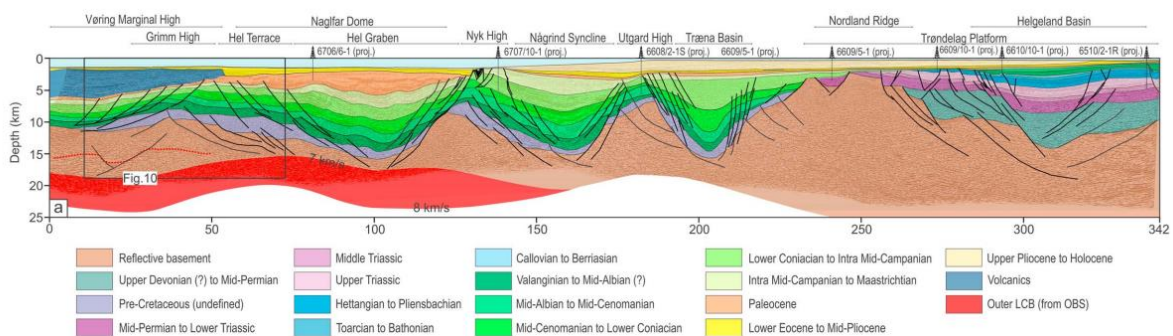 Vøring Marginal High Naglfar Dome Nordland Ridge Helgeland Basin
Grimm High Hel Terrace Hel Graben Nyk High Någrind Syncline Utgard High Træna Basin Trøndelag Platform
6706/6-1 (proj.) 6707/10-1 (proj.) 6608/2-1S (proj.) 6609/5-1 (proj.) 6609/5-1 (proj.) 6609/10-1 (proj.) 6610/10-1 (proj.) 6510/2-1R (proj.)
0
5
10
15
20
25
Depth (km)
7 km/s
Fig.10
8 km/s
a
0 50 100 150 200 250 300 342
Reflective basement Middle Triassic Callovian to Berriasian Lower Coniacian to Intra Mid-Campanian Upper Pliocene to Holocene
Upper Devonian (?) to Mid-Permian Upper Triassic Valanginian to Mid-Albian (?) Intra Mid-Campanian to Maastrichtian Volcanics
Pre-Cretaceous (undefined) Hettangian to Pliensbachian Mid-Albian to Mid-Cenomanian Paleocene Outer LCB (from OBS)
Mid-Permian to Lower Triassic Toarcian to Bathonian Mid-Cenomanian to Lower Coniacian Lower Eocene to Mid-Pliocene